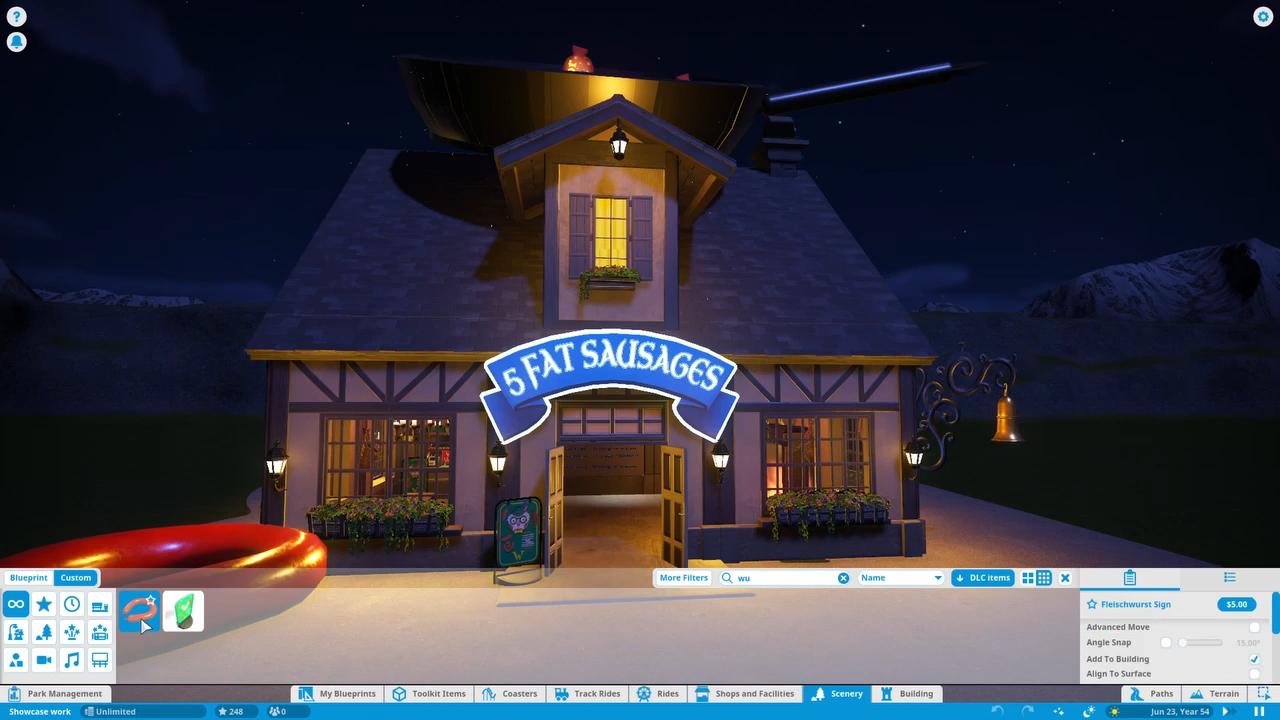 5 FAT SAUSAGES
Blueprint
Custom
More Filters
wu
Name
DLC items
Fleischwurst Sign
$5.00
Advanced Move
Angle Snap
15.00°
Add To Building
Align To Surface
Park Management
My Blueprints
Toolkit Items
Coasters
Track Rides
Rides
Shops and Facilities
Scenery
Building
Paths
Terrain
Showcase work
Unlimited
248
0
Jun 23, Year 54